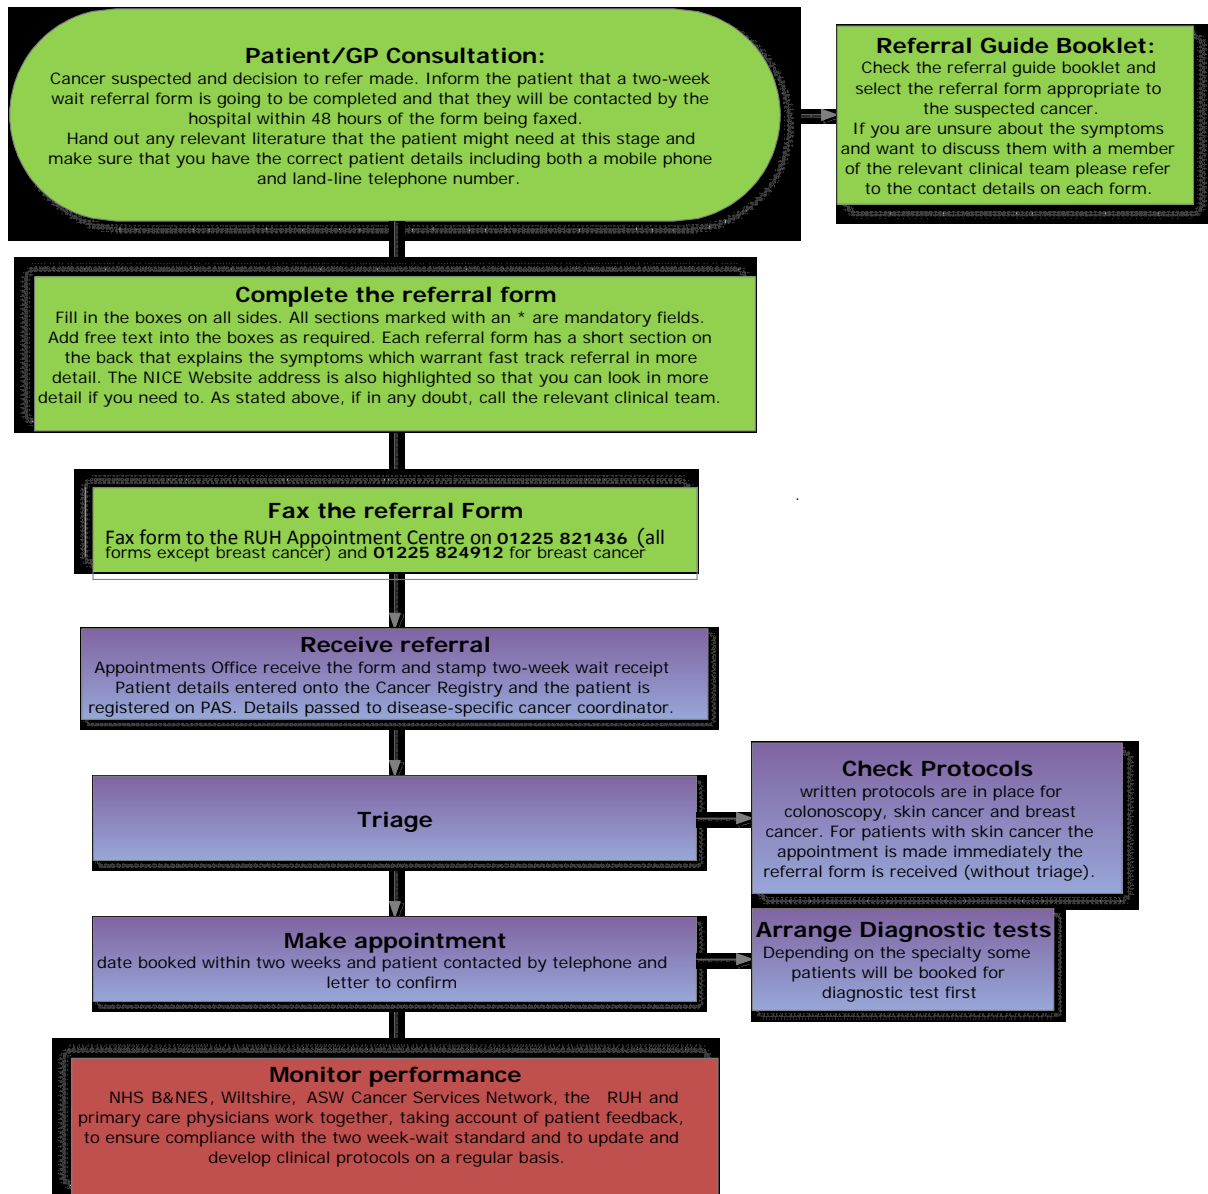 Patient/GP Consultation:
Cancer suspected and decision to refer made. Inform the patient that a two-week
wait referral form is going to be completed and that they will be contacted by the
hospital within 48 hours of the form being faxed.
Hand out any relevant literature that the patient might need at this stage and
make sure that you have the correct patient details including both a mobile phone
and land-line telephone number.
Referral Guide Booklet:
Check the referral guide booklet and
select the referral form appropriate to
the suspected cancer.
If you are unsure about the symptoms
and want to discuss them with a member
of the relevant clinical team please refer
to the contact details on each form.
Complete the referral form
Fill in the boxes on all sides. All sections marked with an * are mandatory fields.
Add free text into the boxes as required. Each referral form has a short section on
the back that explains the symptoms which warrant fast track referral in more
detail. The NICE Website address is also highlighted so that you can look in more
detail if you need to. As stated above, if in any doubt, call the relevant clinical team.
Fax the referral Form
Fax form to the RUH Appointment Centre on 01225 821436 (all
forms except breast cancer) and 01225 824912 for breast cancer
.
Receive referral
Appointments Office receive the form and stamp two-week wait receipt
Patient details entered onto the Cancer Registry and the patient is
registered on PAS. Details passed to disease-specific cancer coordinator.
Triage
Check Protocols
written protocols are in place for
colonoscopy, skin cancer and breast
cancer. For patients with skin cancer the
appointment is made immediately the
referral form is received (without triage).
Make appointment
date booked within two weeks and patient contacted by telephone and
letter to confirm
Arrange Diagnostic tests
Depending on the specialty some
patients will be booked for
diagnostic test first
Monitor performance
NHS B&NES, Wiltshire, ASW Cancer Services Network, the RUH and
primary care physicians work together, taking account of patient feedback,
to ensure compliance with the two week-wait standard and to update and
develop clinical protocols on a regular basis.